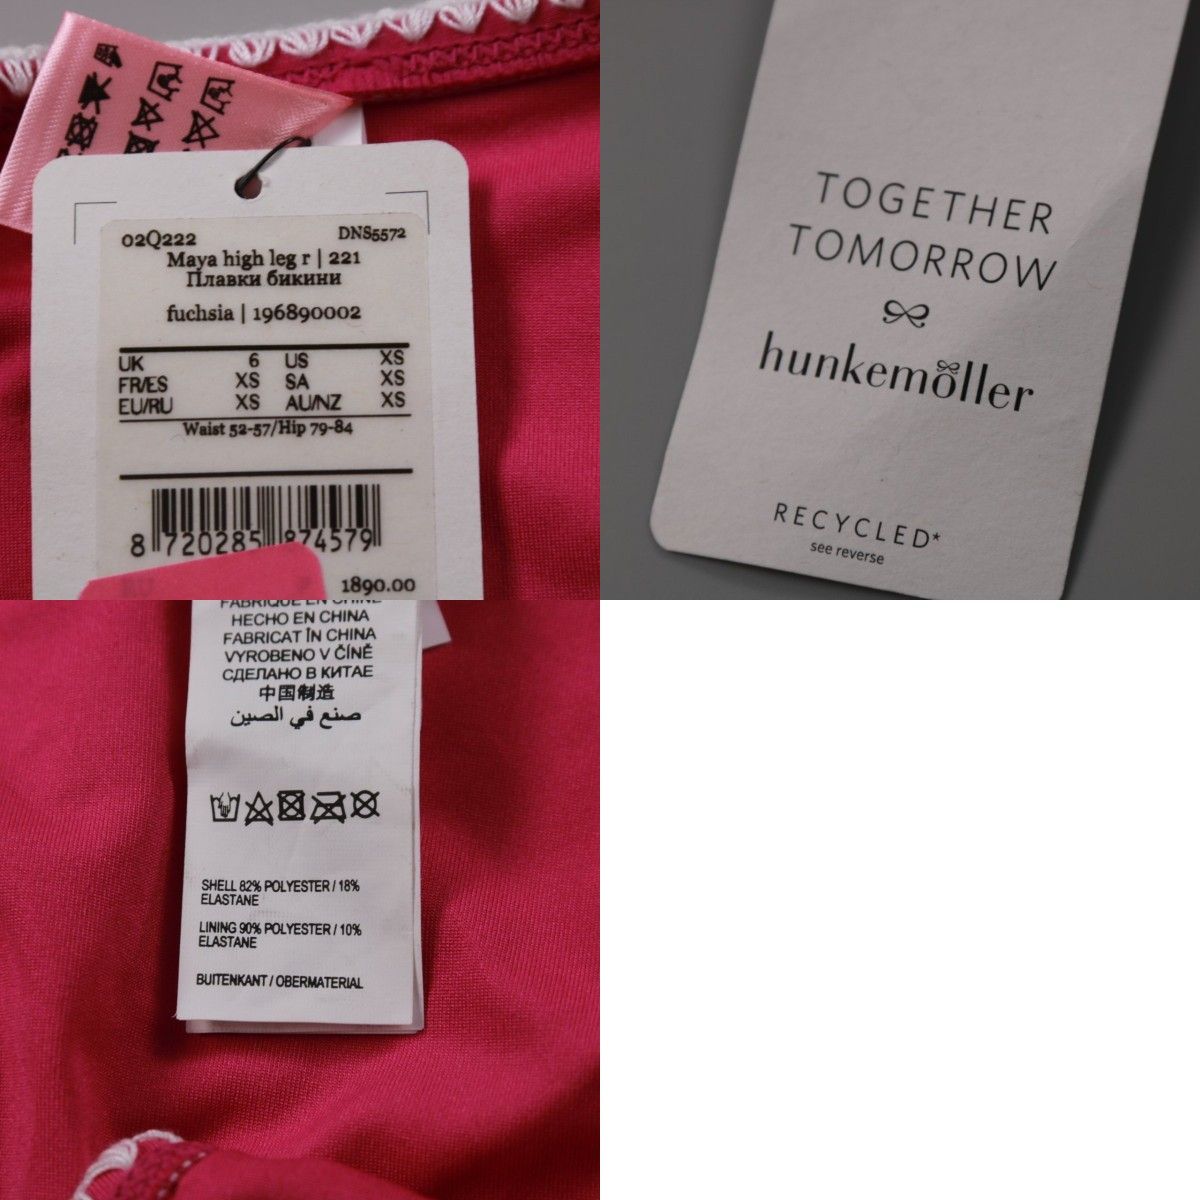 02Q222 DNS5572
Maya high leg r | 221
Плавки бикини
fuchsia | 196890002
UK 6 US XS
FR/ES XS SA XS
EU/RU XS AU/NZ XS
Waist 52-57/Hip 79-84
8 720285 874579
1890.00
TOGETHER
TOMORROW
hunkemöller
RECYCLED*
see reverse
FABRIQUÉ EN CHINE
HECHO EN CHINA
FABRICAT ÎN CHINA
VYROBENO V ČÍNĚ
СДЕЛАНО В КИТАЕ
中国制造
صنع في الصين
SHELL 82% POLYESTER / 18%
ELASTANE
LINING 90% POLYESTER / 10%
ELASTANE
BUITENKANT / OBERMATERIAL